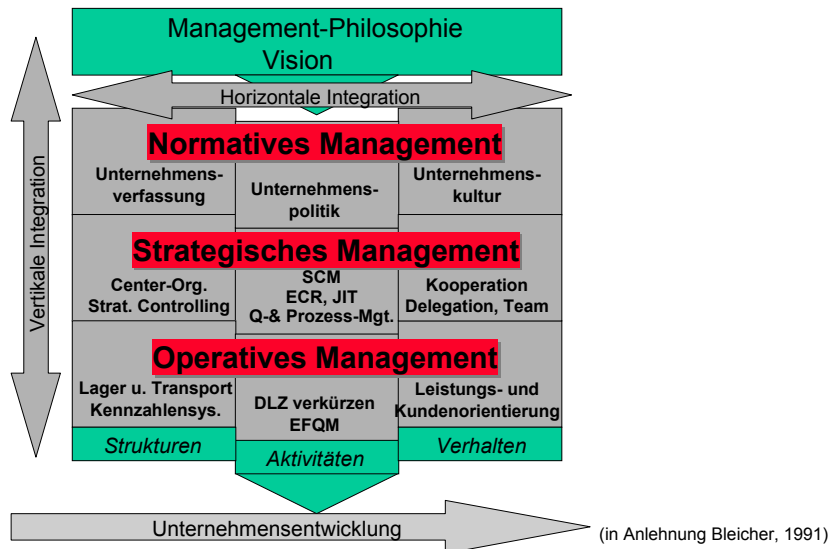 Management-Philosophie
Vision
Horizontale Integration
Vertikale Integration
Normatives Management
Unternehmens-
verfassung
Unternehmens-
politik
Unternehmens-
kultur
Strategisches Management
Center-Org.
Strat. Controlling
SCM
ECR, JIT
Q-& Prozess-Mgt.
Kooperation
Delegation, Team
Operatives Management
Lager u. Transport
Kennzahlensys.
DLZ verkürzen
EFQM
Leistungs- und
Kundenorientierung
Strukturen
Aktivitäten
Verhalten
Unternehmensentwicklung
(in Anlehnung Bleicher, 1991)